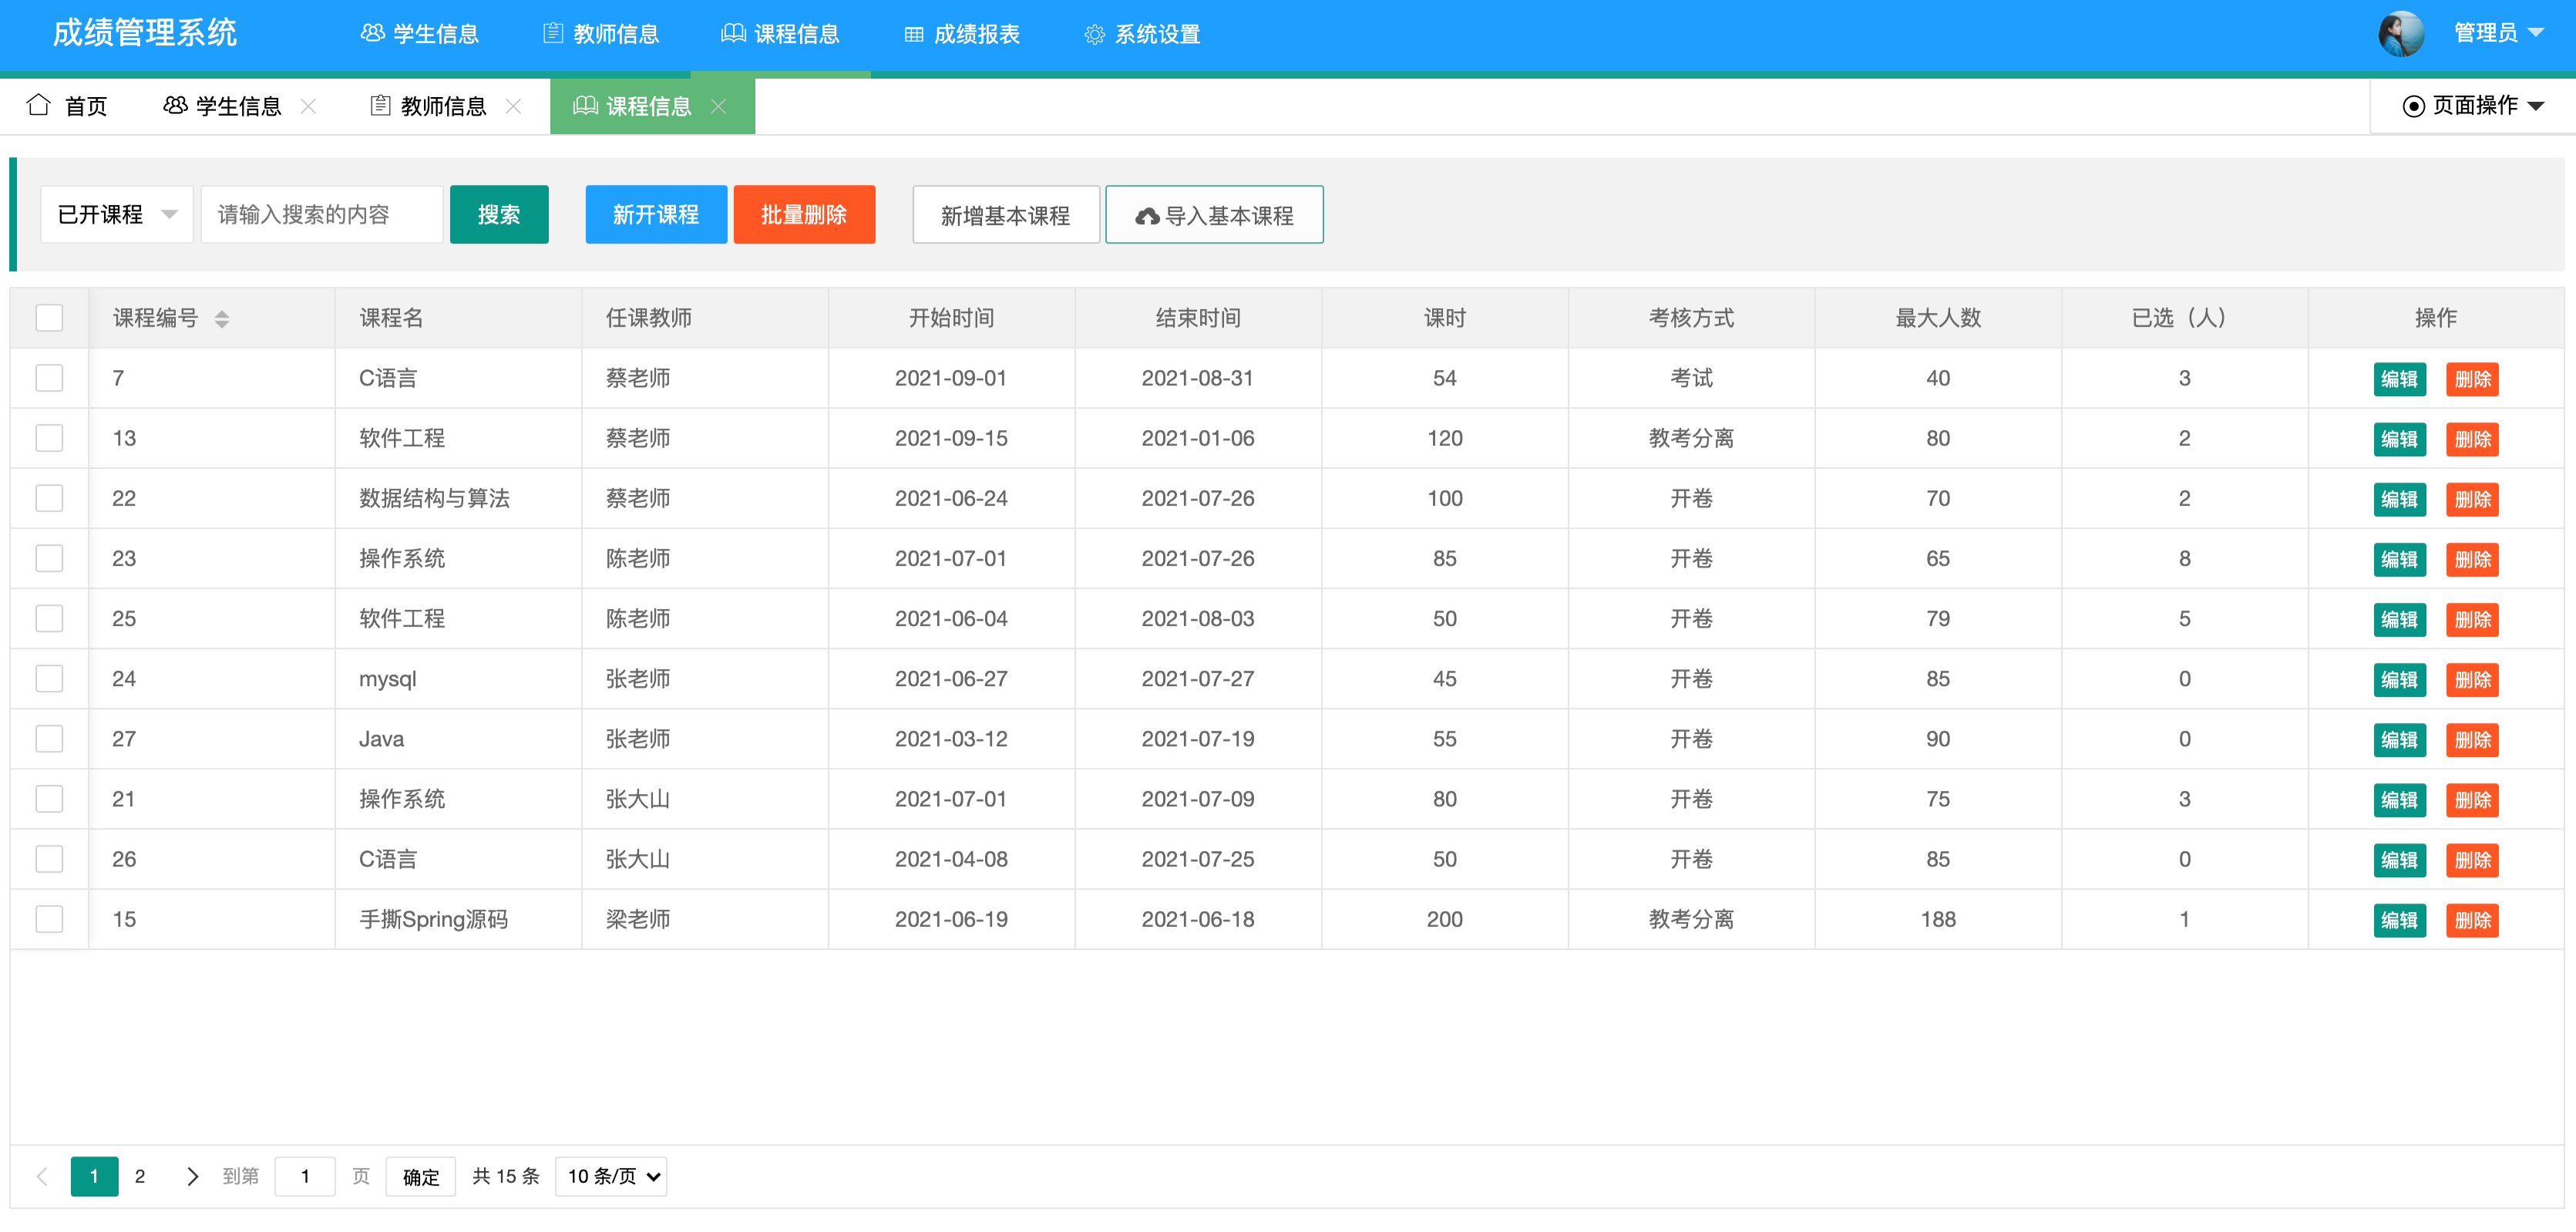 成绩管理系统 学生信息 教师信息 课程信息 成绩报表 系统设置 管理员
首页 学生信息 教师信息 课程信息 页面操作
已开课程 请输入搜索的内容 搜索 新开课程 批量删除 新增基本课程 导入基本课程
课程编号 课程名 任课教师 开始时间 结束时间 课时 考核方式 最大人数 已选（人） 操作
7 C语言 蔡老师 2021-09-01 2021-08-31 54 考试 40 3 编辑 删除
13 软件工程 蔡老师 2021-09-15 2021-01-06 120 教考分离 80 2 编辑 删除
22 数据结构与算法 蔡老师 2021-06-24 2021-07-26 100 开卷 70 2 编辑 删除
23 操作系统 陈老师 2021-07-01 2021-07-26 85 开卷 65 8 编辑 删除
25 软件工程 陈老师 2021-06-04 2021-08-03 50 开卷 79 5 编辑 删除
24 mysql 张老师 2021-06-27 2021-07-27 45 开卷 85 0 编辑 删除
27 Java 张老师 2021-03-12 2021-07-19 55 开卷 90 0 编辑 删除
21 操作系统 张大山 2021-07-01 2021-07-09 80 开卷 75 3 编辑 删除
26 C语言 张大山 2021-04-08 2021-07-25 50 开卷 85 0 编辑 删除
15 手撕Spring源码 梁老师 2021-06-19 2021-06-18 200 教考分离 188 1 编辑 删除
1 2 到第 1 页 确定 共 15 条 10 条/页